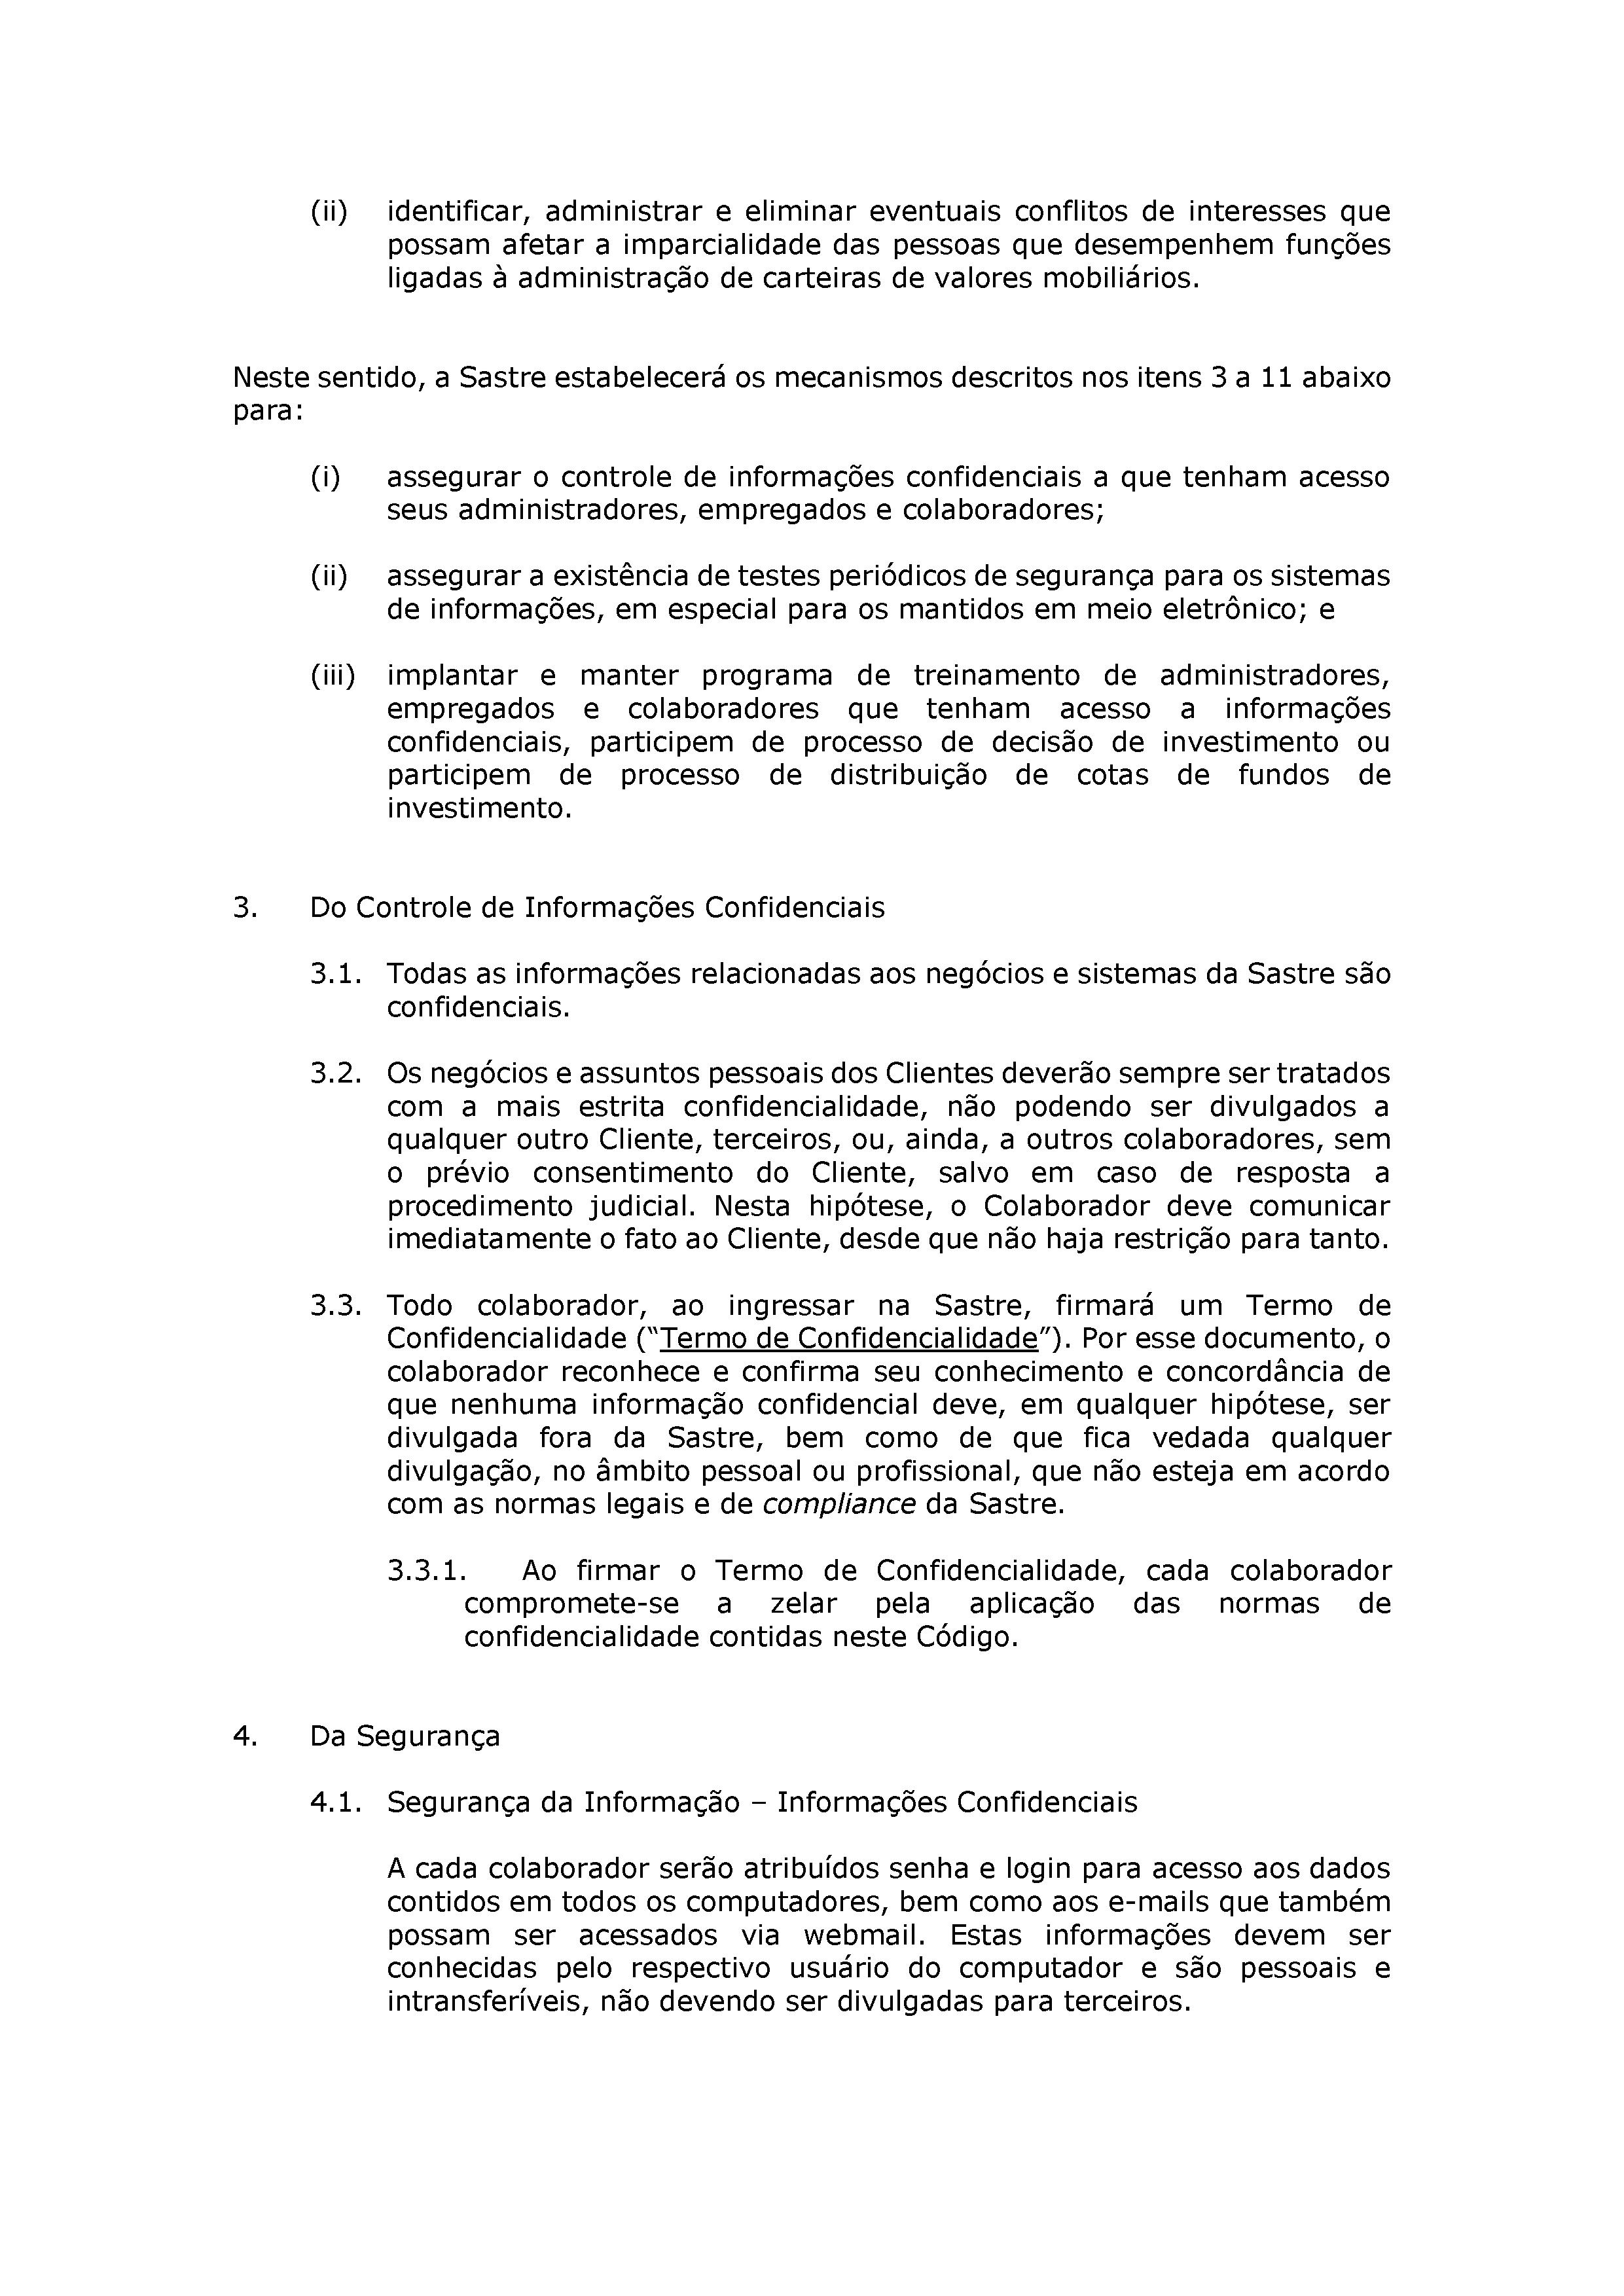 (ii) identificar, administrar e eliminar eventuais conflitos de interesses que
possam afetar a imparcialidade das pessoas que desempenhem funções
ligadas à administração de carteiras de valores mobiliários.
Neste sentido, a Sastre estabelecerá os mecanismos descritos nos itens 3 a 11 abaixo
para:
(i) assegurar o controle de informações confidenciais a que tenham acesso
seus administradores, empregados e colaboradores;
(ii) assegurar a existência de testes periódicos de segurança para os sistemas
de informações, em especial para os mantidos em meio eletrônico; e
(iii) implantar e manter programa de treinamento de administradores,
empregados e colaboradores que tenham acesso a informações
confidenciais, participem de processo de decisão de investimento ou
participem de processo de distribuição de cotas de fundos de
investimento.
3. Do Controle de Informações Confidenciais
3.1. Todas as informações relacionadas aos negócios e sistemas da Sastre são
confidenciais.
3.2. Os negócios e assuntos pessoais dos Clientes deverão sempre ser tratados
com a mais estrita confidencialidade, não podendo ser divulgados a
qualquer outro Cliente, terceiros, ou, ainda, a outros colaboradores, sem
o prévio consentimento do Cliente, salvo em caso de resposta a
procedimento judicial. Nesta hipótese, o Colaborador deve comunicar
imediatamente o fato ao Cliente, desde que não haja restrição para tanto.
3.3. Todo colaborador, ao ingressar na Sastre, firmará um Termo de
Confidencialidade (“Termo de Confidencialidade”). Por esse documento, o
colaborador reconhece e confirma seu conhecimento e concordância de
que nenhuma informação confidencial deve, em qualquer hipótese, ser
divulgada fora da Sastre, bem como de que fica vedada qualquer
divulgação, no âmbito pessoal ou profissional, que não esteja em acordo
com as normas legais e de compliance da Sastre.
3.3.1. Ao firmar o Termo de Confidencialidade, cada colaborador
compromete-se a zelar pela aplicação das normas de
confidencialidade contidas neste Código.
4. Da Segurança
4.1. Segurança da Informação – Informações Confidenciais
A cada colaborador serão atribuídos senha e login para acesso aos dados
contidos em todos os computadores, bem como aos e-mails que também
possam ser acessados via webmail. Estas informações devem ser
conhecidas pelo respectivo usuário do computador e são pessoais e
intransferíveis, não devendo ser divulgadas para terceiros.